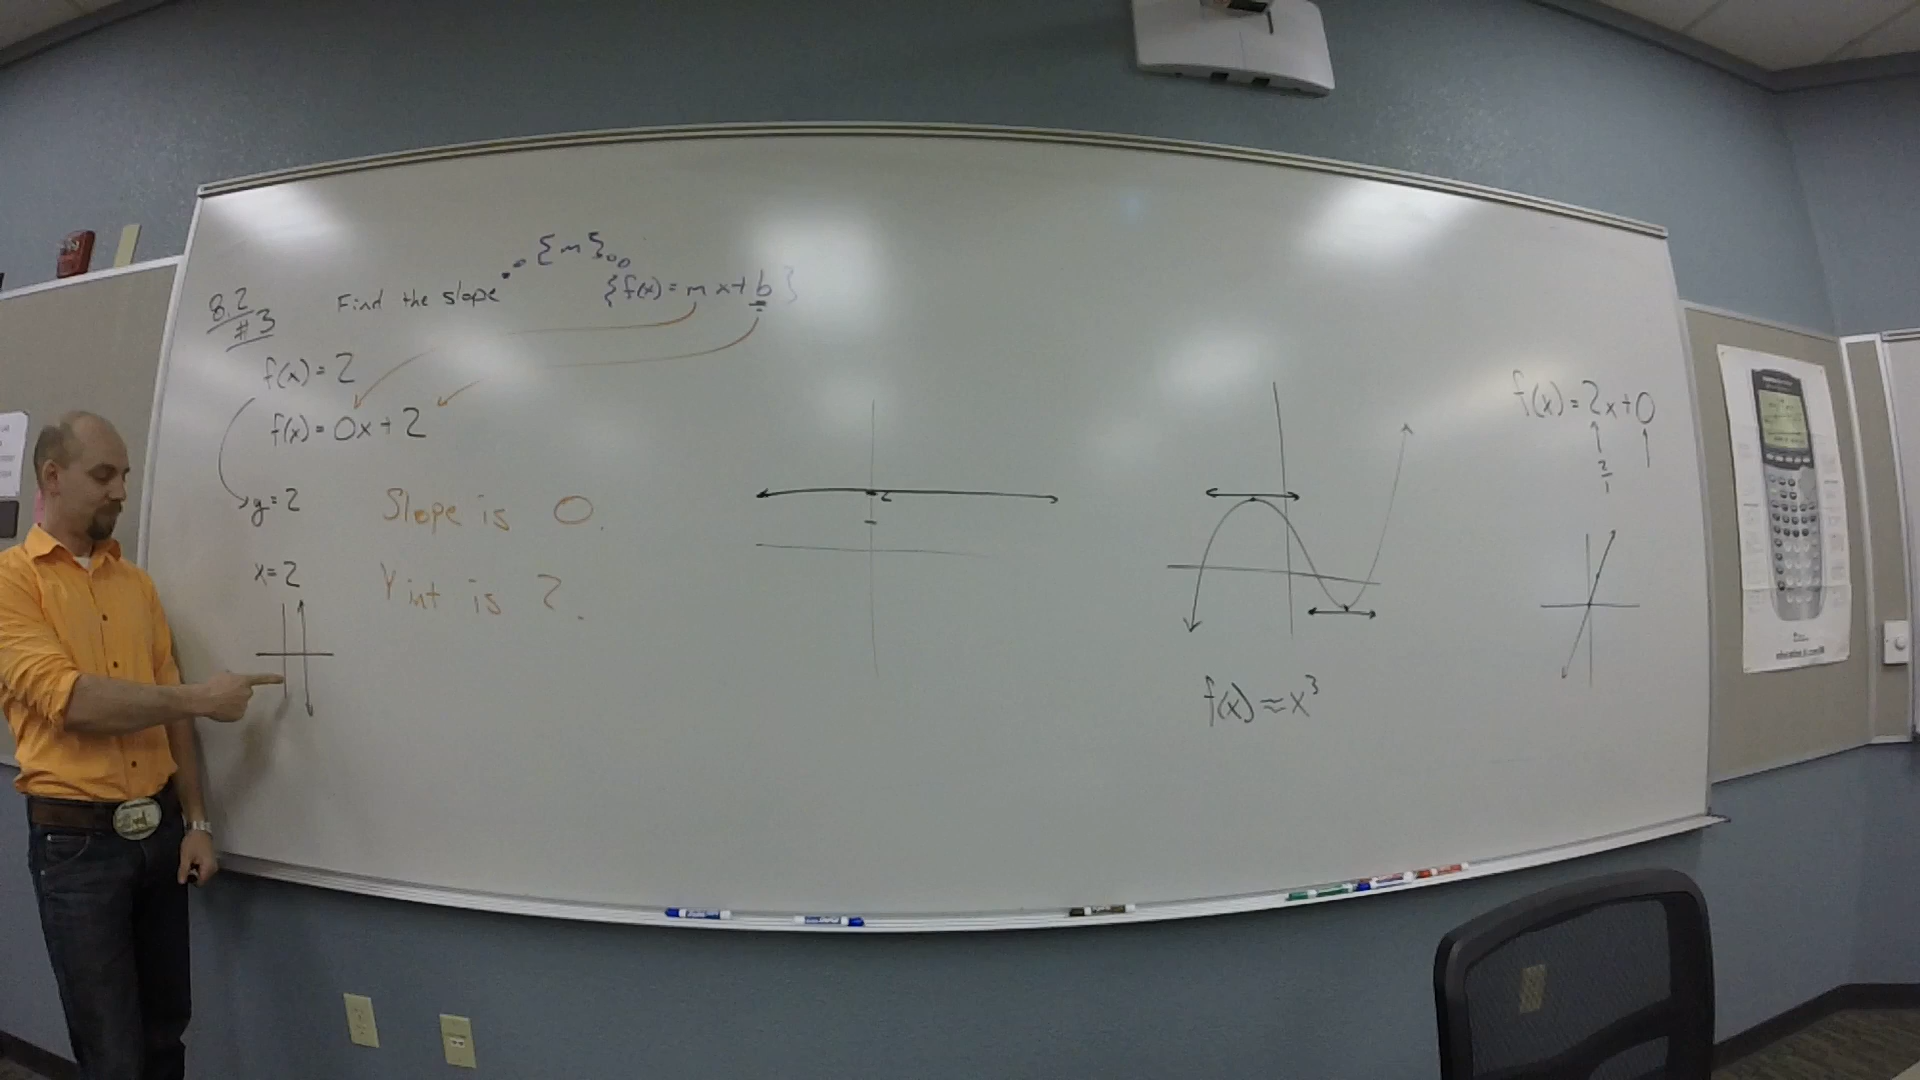 8.2
#3
Find the slope
{m}
{f(x) = mx+b}
f(x) = 2
f(x) = 0x + 2
y = 2
x = 2
Slope is 0.
Y int is 2.
2
f(x) ≈ x³
f(x) = 2x+0
2/1